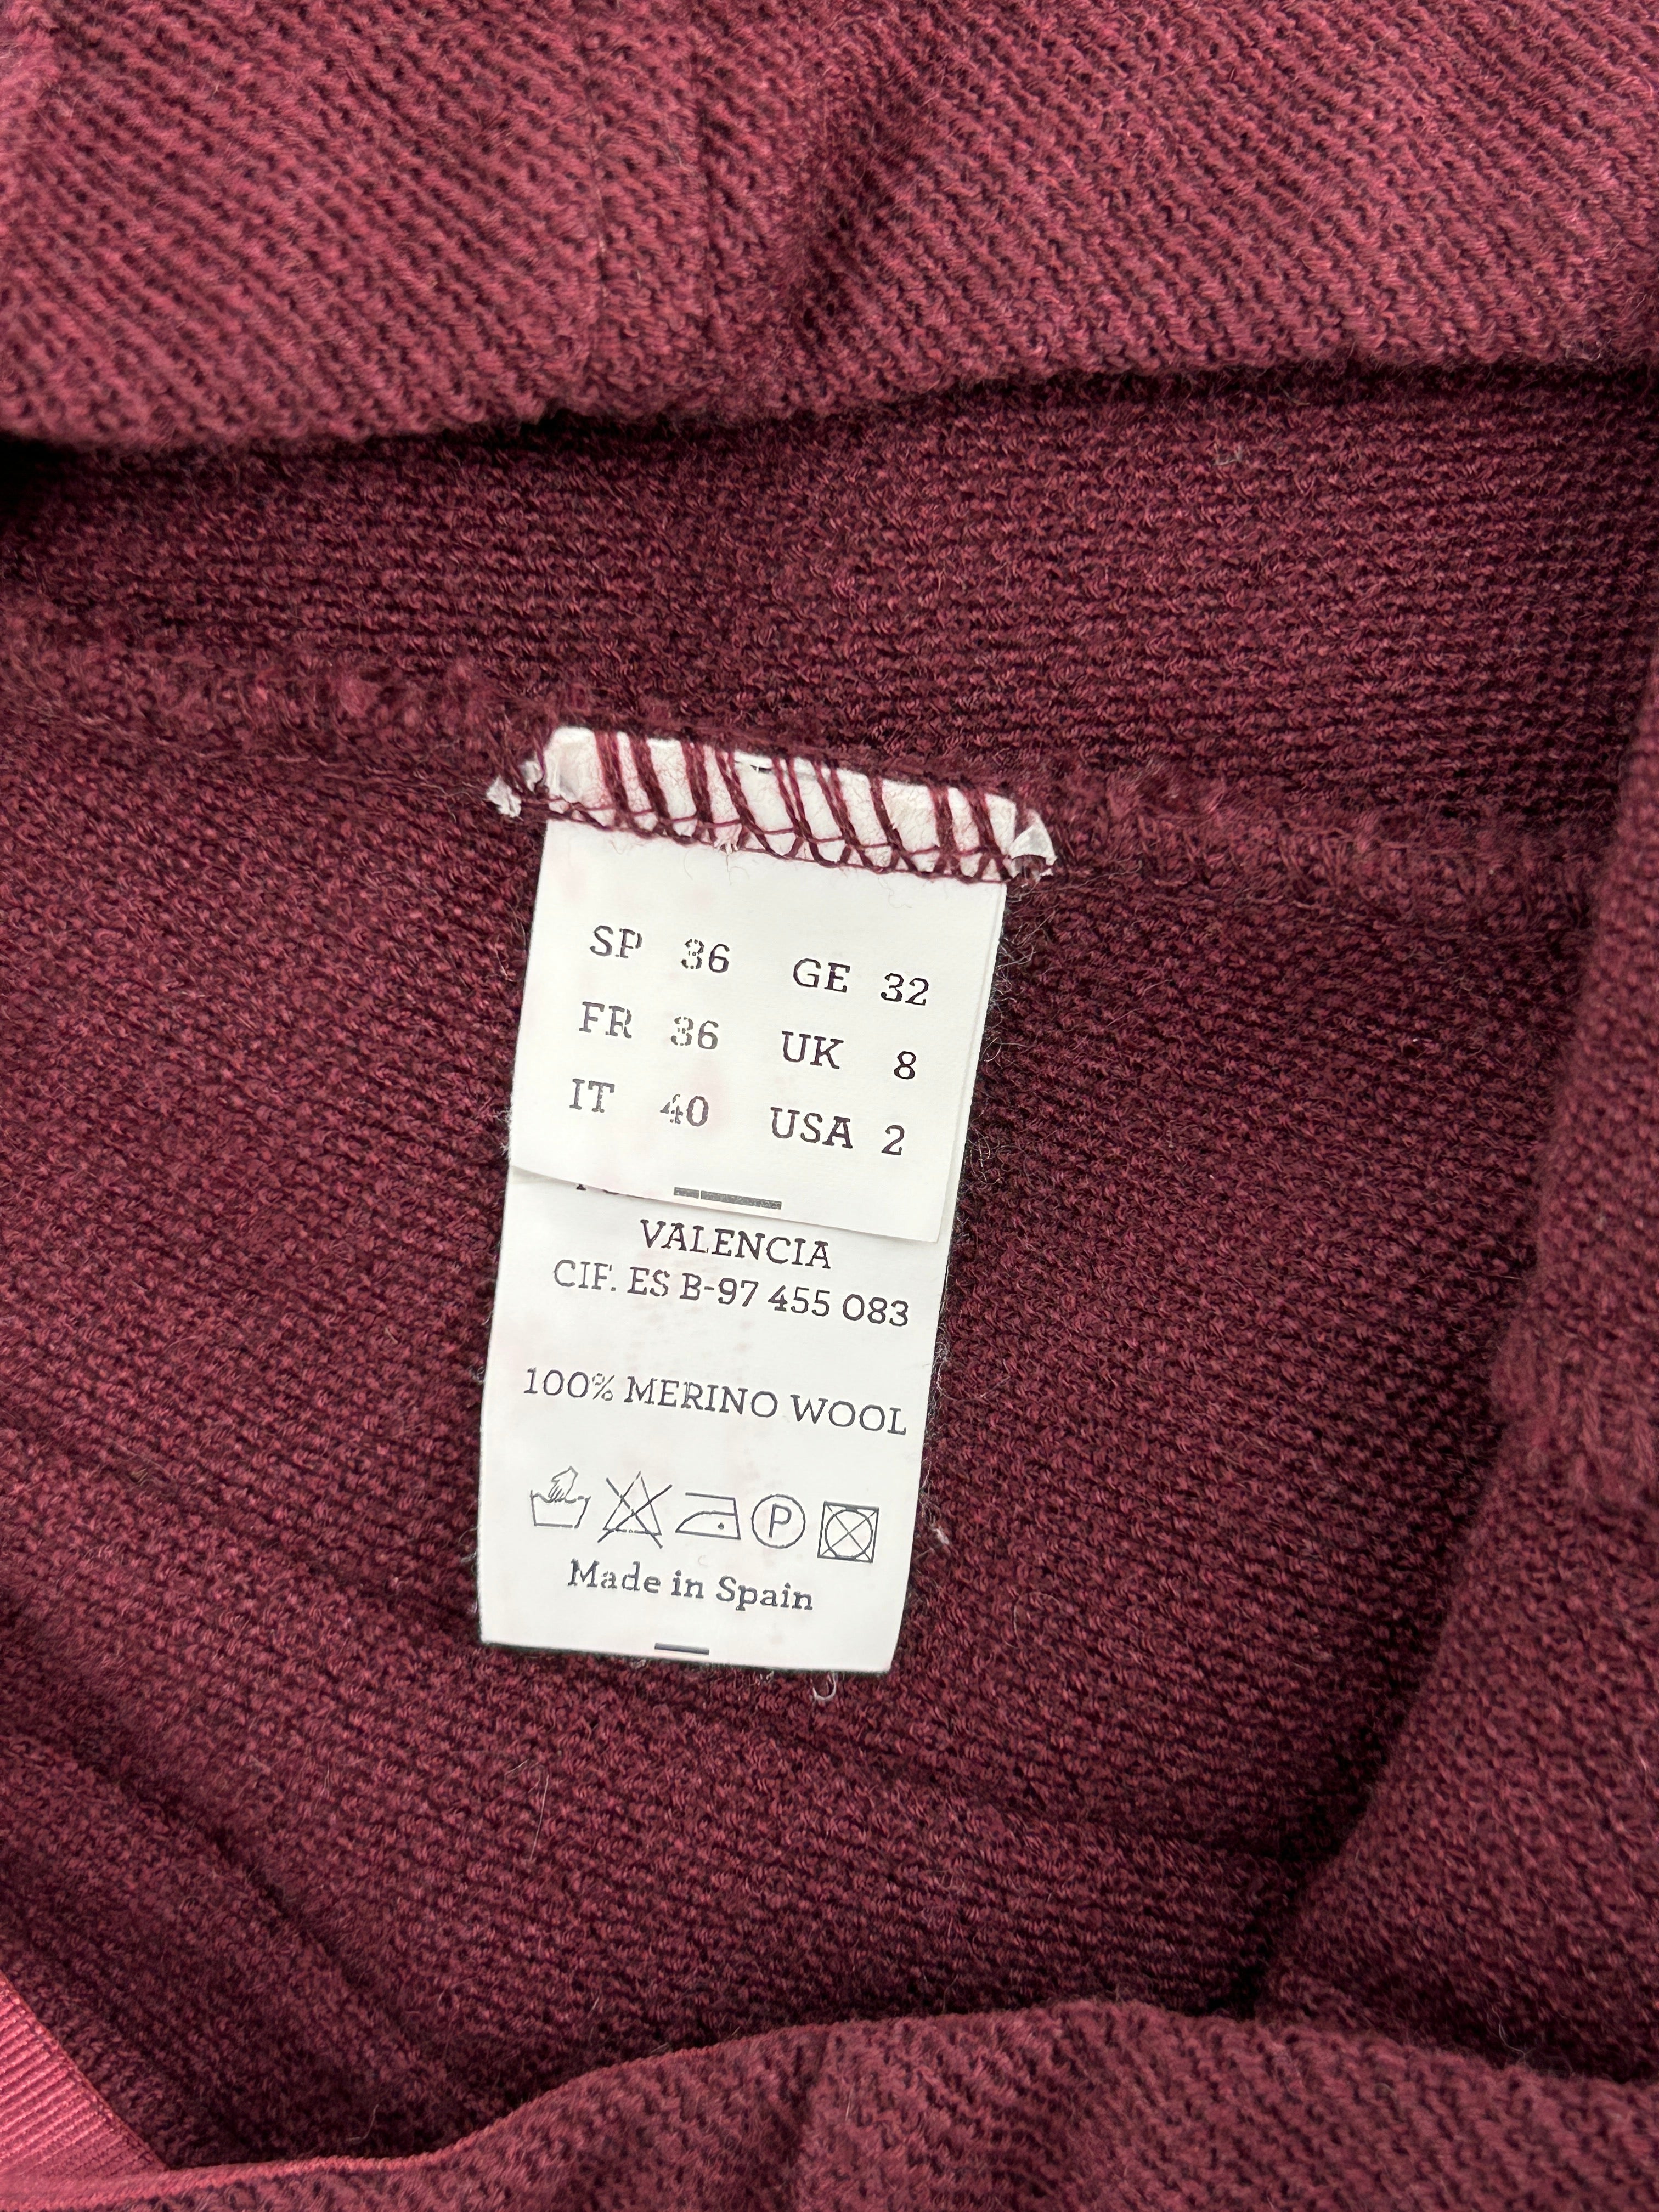 SP 36 GE 32
FR 36 UK 8
IT 40 USA 2
VALENCIA
CIF. ES B-97 455 083
100% MERINO WOOL
P
Made in Spain